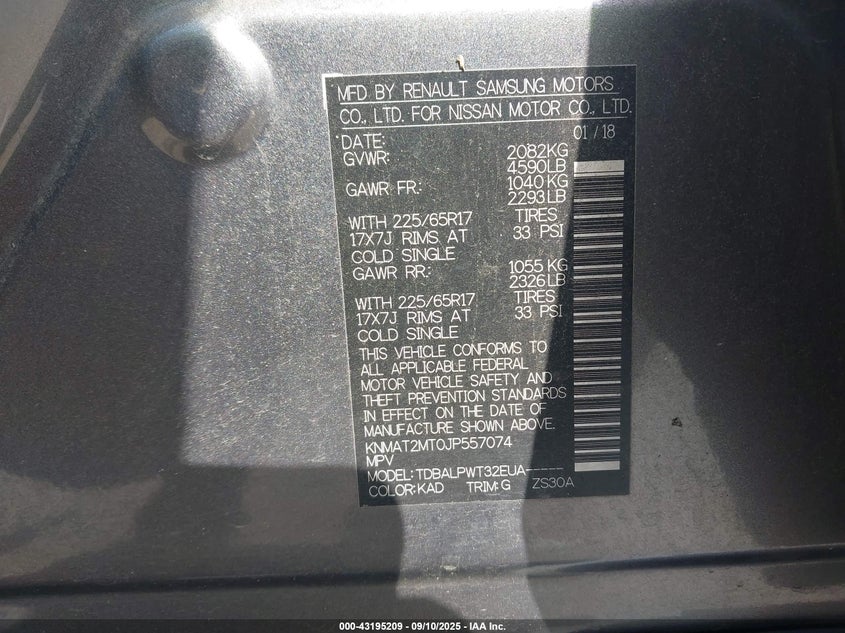 MFD BY RENAULT SAMSUNG MOTORS
CO., LTD. FOR NISSAN MOTOR CO., LTD.
DATE: 01 / 18
GVWR: 2082KG
4590LB
GAWR FR.: 1040 KG
2293LB
WITH 225/65R17 TIRES
17X7J RIMS AT 33 PSI
COLD SINGLE
GAWR RR.: 1055 KG
2326LB
WITH 225/65R17 TIRES
17X7J RIMS AT 33 PSI
COLD SINGLE
THIS VEHICLE CONFORMS TO
ALL APPLICABLE FEDERAL
MOTOR VEHICLE SAFETY AND
THEFT PREVENTION STANDARDS
IN EFFECT ON THE DATE OF
MANUFACTURE SHOWN ABOVE.
KNMAT2MT0JP557074
MPV
MODEL: TDBALPWT32EUA-----
COLOR: KAD TRIM: G ZS30A
000-43195209 - 09/10/2025 - IAA Inc.